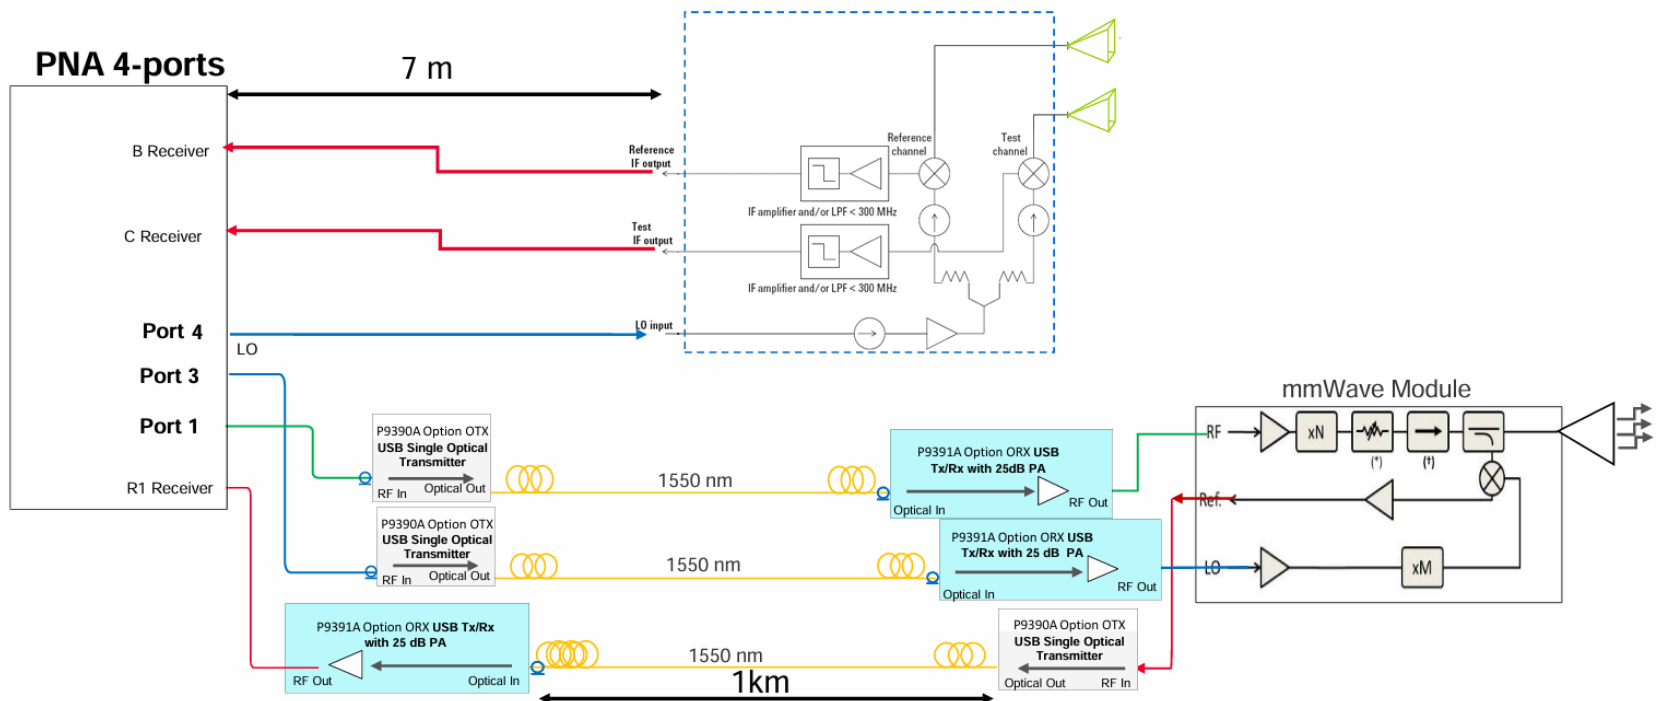 PNA 4-ports
7 m
B Receiver
C Receiver
Port 4
LO
Port 3
Port 1
R1 Receiver
Reference
IF output
Test
IF output
LO input
Reference
channel
Test
channel
IF amplifier and/or LPF < 300 MHz
IF amplifier and/or LPF < 300 MHz
P9390A Option OTX
USB Single Optical
Transmitter
RF In
Optical Out
1550 nm
P9391A Option ORX USB
Tx/Rx with 25dB PA
Optical In
RF Out
P9390A Option OTX
USB Single Optical
Transmitter
RF In
Optical Out
1550 nm
P9391A Option ORX USB
Tx/Rx with 25 dB PA
Optical In
RF Out
P9391A Option ORX USB Tx/Rx
with 25 dB PA
RF Out
Optical In
1550 nm
1km
P9390A Option OTX
USB Single Optical
Transmitter
Optical Out
RF In
mmWave Module
RF
xN
(*)
(†)
Ref.
LO
xM